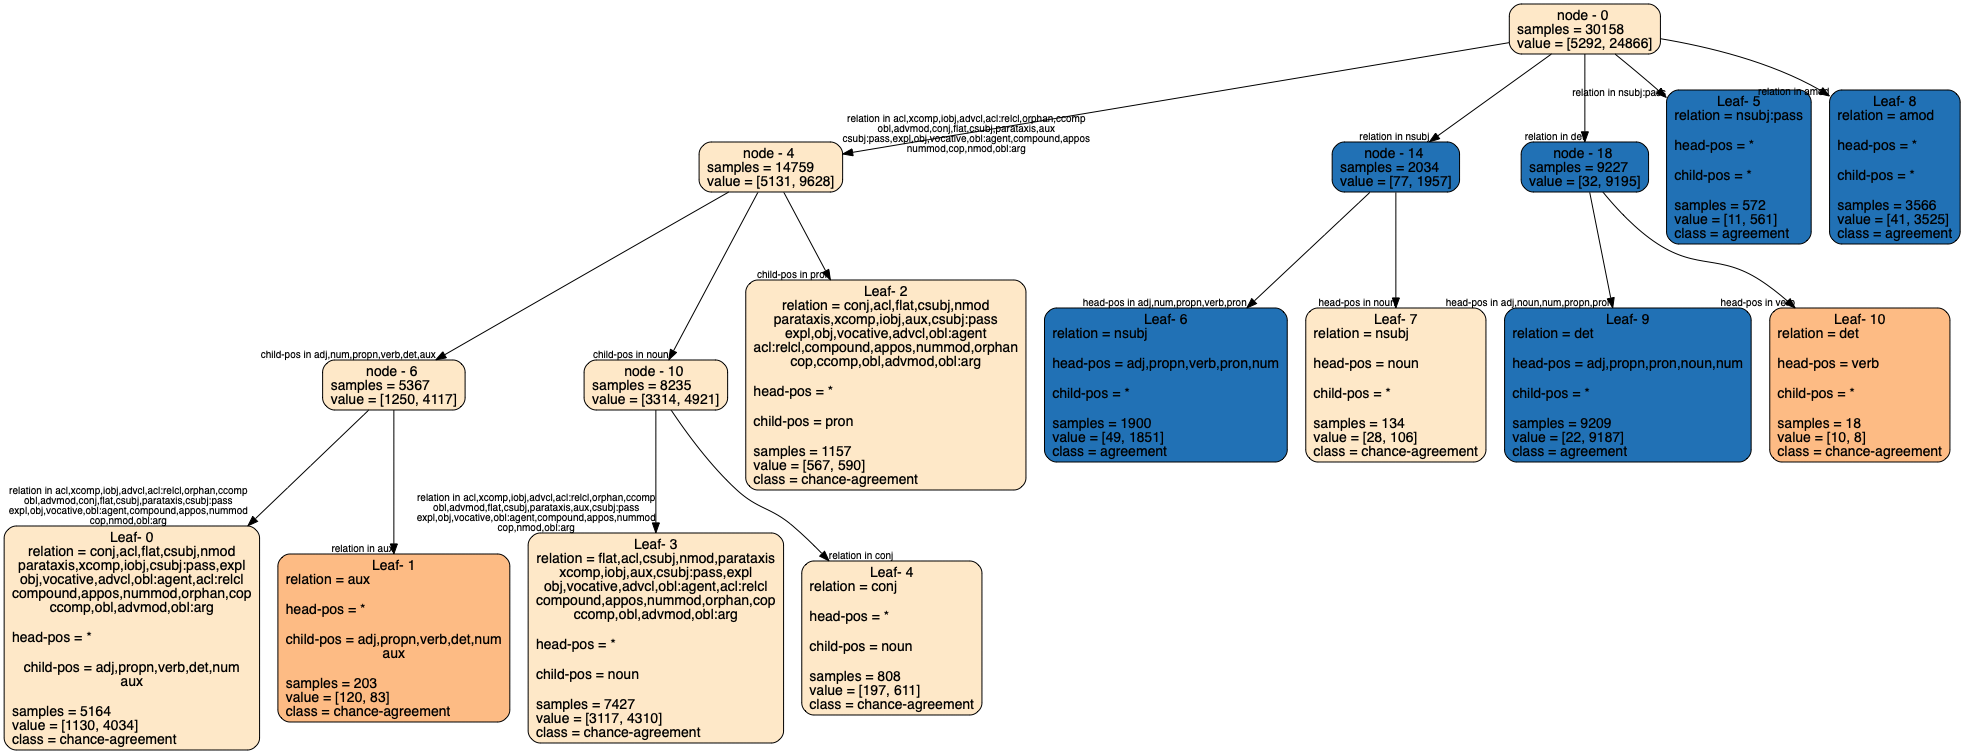 node - 0
samples = 30158
value = [5292, 24866]
relation in acl,xcomp,iobj,advcl,acl:relcl,orphan,ccomp
obl,advmod,conj,flat,csubj,parataxis,aux
csubj:pass,expl,obj,vocative,obl:agent,compound,appos
nummod,cop,nmod,obl:arg
relation in nsubj
relation in det
relation in nsubj:pass
relation in amod
node - 4
samples = 14759
value = [5131, 9628]
node - 14
samples = 2034
value = [77, 1957]
node - 18
samples = 9227
value = [32, 9195]
Leaf- 5
relation = nsubj:pass
head-pos = *
child-pos = *
samples = 572
value = [11, 561]
class = agreement
Leaf- 8
relation = amod
head-pos = *
child-pos = *
samples = 3566
value = [41, 3525]
class = agreement
child-pos in adj,num,propn,verb,det,aux
child-pos in noun
child-pos in pron
head-pos in adj,num,propn,verb,pron
head-pos in noun
head-pos in adj,noun,num,propn,pron
head-pos in verb
node - 6
samples = 5367
value = [1250, 4117]
node - 10
samples = 8235
value = [3314, 4921]
Leaf- 2
relation = conj,acl,flat,csubj,nmod
parataxis,xcomp,iobj,aux,csubj:pass
expl,obj,vocative,advcl,obl:agent
acl:relcl,compound,appos,nummod,orphan
cop,ccomp,obl,advmod,obl:arg
head-pos = *
child-pos = pron
samples = 1157
value = [567, 590]
class = chance-agreement
Leaf- 6
relation = nsubj
head-pos = adj,propn,verb,pron,num
child-pos = *
samples = 1900
value = [49, 1851]
class = agreement
Leaf- 7
relation = nsubj
head-pos = noun
child-pos = *
samples = 134
value = [28, 106]
class = chance-agreement
Leaf- 9
relation = det
head-pos = adj,propn,pron,noun,num
child-pos = *
samples = 9209
value = [22, 9187]
class = agreement
Leaf- 10
relation = det
head-pos = verb
child-pos = *
samples = 18
value = [10, 8]
class = chance-agreement
relation in acl,xcomp,iobj,advcl,acl:relcl,orphan,ccomp
obl,advmod,conj,flat,csubj,parataxis,csubj:pass
expl,obj,vocative,obl:agent,compound,appos,nummod
cop,nmod,obl:arg
relation in aux
relation in acl,xcomp,iobj,advcl,acl:relcl,orphan,ccomp
obl,advmod,flat,csubj,parataxis,aux,csubj:pass
expl,obj,vocative,obl:agent,compound,appos,nummod
cop,nmod,obl:arg
relation in conj
Leaf- 0
relation = conj,acl,flat,csubj,nmod
parataxis,xcomp,iobj,csubj:pass,expl
obj,vocative,advcl,obl:agent,acl:relcl
compound,appos,nummod,orphan,cop
ccomp,obl,advmod,obl:arg
head-pos = *
child-pos = adj,propn,verb,det,num
aux
samples = 5164
value = [1130, 4034]
class = chance-agreement
Leaf- 1
relation = aux
head-pos = *
child-pos = adj,propn,verb,det,num
aux
samples = 203
value = [120, 83]
class = chance-agreement
Leaf- 3
relation = flat,acl,csubj,nmod,parataxis
xcomp,iobj,aux,csubj:pass,expl
obj,vocative,advcl,obl:agent,acl:relcl
compound,appos,nummod,orphan,cop
ccomp,obl,advmod,obl:arg
head-pos = *
child-pos = noun
samples = 7427
value = [3117, 4310]
class = chance-agreement
Leaf- 4
relation = conj
head-pos = *
child-pos = noun
samples = 808
value = [197, 611]
class = chance-agreement